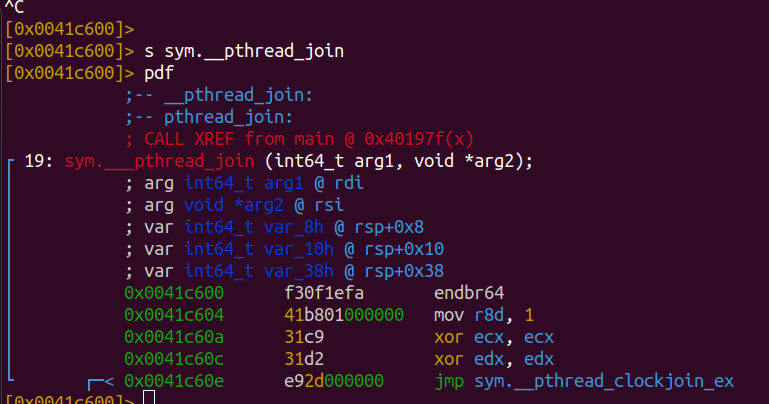 ^C
[0x0041c600]>
[0x0041c600]> s sym.__pthread_join
[0x0041c600]> pdf
;-- __pthread_join:
;-- pthread_join:
; CALL XREF from main @ 0x40197f(x)
19: sym.___pthread_join (int64_t arg1, void *arg2);
; arg int64_t arg1 @ rdi
; arg void *arg2 @ rsi
; var int64_t var_8h @ rsp+0x8
; var int64_t var_10h @ rsp+0x10
; var int64_t var_38h @ rsp+0x38
0x0041c600 f30f1efa endbr64
0x0041c604 41b801000000 mov r8d, 1
0x0041c60a 31c9 xor ecx, ecx
0x0041c60c 31d2 xor edx, edx
< 0x0041c60e e92d000000 jmp sym.__pthread_clockjoin_ex
[0x0041c600]>